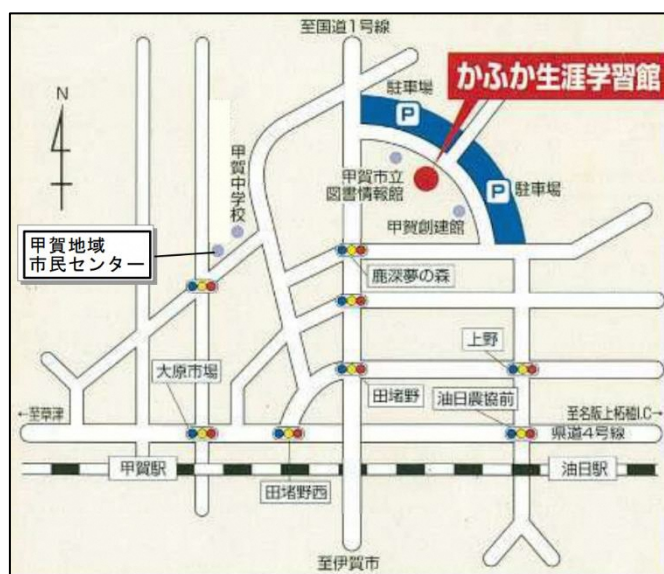 至国道1号線
かふか生涯学習館
駐車場
P
N
甲賀中学校
甲賀市立
図書情報館
P
駐車場
甲賀創建館
甲賀地域
市民センター
鹿深夢の森
大原市場
上野
田堵野
油日農協前
←至草津
至名阪上柘植I.C→
県道4号線
甲賀駅
油日駅
田堵野西
至伊賀市